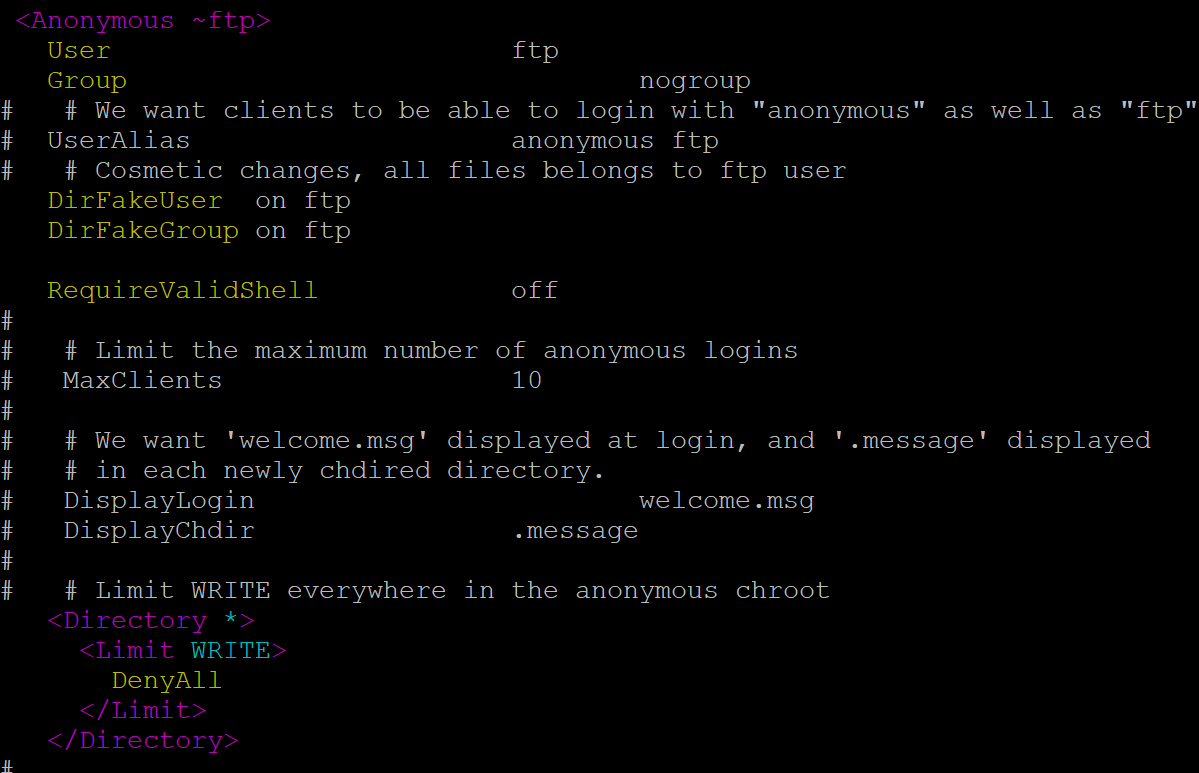 <Anonymous ~ftp>
User ftp
Group nogroup
# # We want clients to be able to login with "anonymous" as well as "ftp"
# UserAlias anonymous ftp
# # Cosmetic changes, all files belongs to ftp user
DirFakeUser on ftp
DirFakeGroup on ftp
RequireValidShell off
#
# # Limit the maximum number of anonymous logins
# MaxClients 10
#
# # We want 'welcome.msg' displayed at login, and '.message' displayed
# # in each newly chdired directory.
# DisplayLogin welcome.msg
# DisplayChdir .message
#
# # Limit WRITE everywhere in the anonymous chroot
<Directory *>
<Limit WRITE>
DenyAll
</Limit>
</Directory>
#